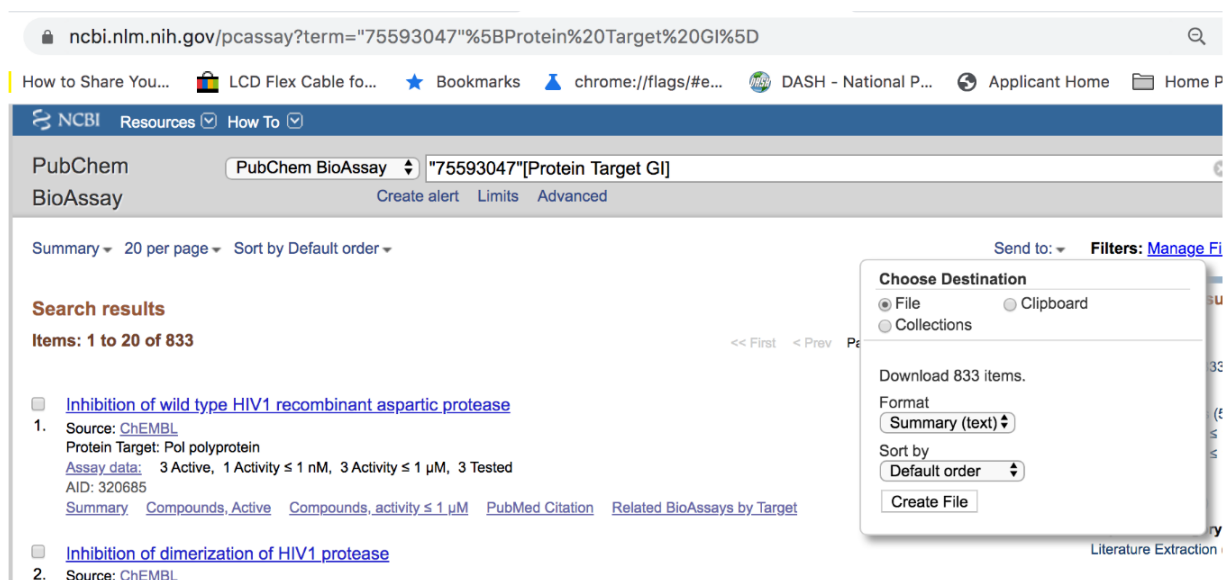 ncbi.nlm.nih.gov/pcassay?term="75593047"%5BProtein%20Target%20GI%5D
How to Share You... LCD Flex Cable fo... Bookmarks chrome://flags/#e... DASH - National P... Applicant Home Home P
NCBI Resources How To
PubChem BioAssay
PubChem BioAssay "75593047"[Protein Target GI]
Create alert Limits Advanced
Summary 20 per page Sort by Default order Send to: Filters: Manage Fi
Search results
Items: 1 to 20 of 833
<< First < Prev
Inhibition of wild type HIV1 recombinant aspartic protease
1. Source: ChEMBL
Protein Target: Pol polyprotein
Assay data: 3 Active, 1 Activity ≤ 1 nM, 3 Activity ≤ 1 µM, 3 Tested
AID: 320685
Summary Compounds, Active Compounds, activity ≤ 1 µM PubMed Citation Related BioAssays by Target
Inhibition of dimerization of HIV1 protease
2. Source: ChEMBL
Choose Destination
File Clipboard
Collections
Download 833 items.
Format
Summary (text)
Sort by
Default order
Create File
Literature Extraction